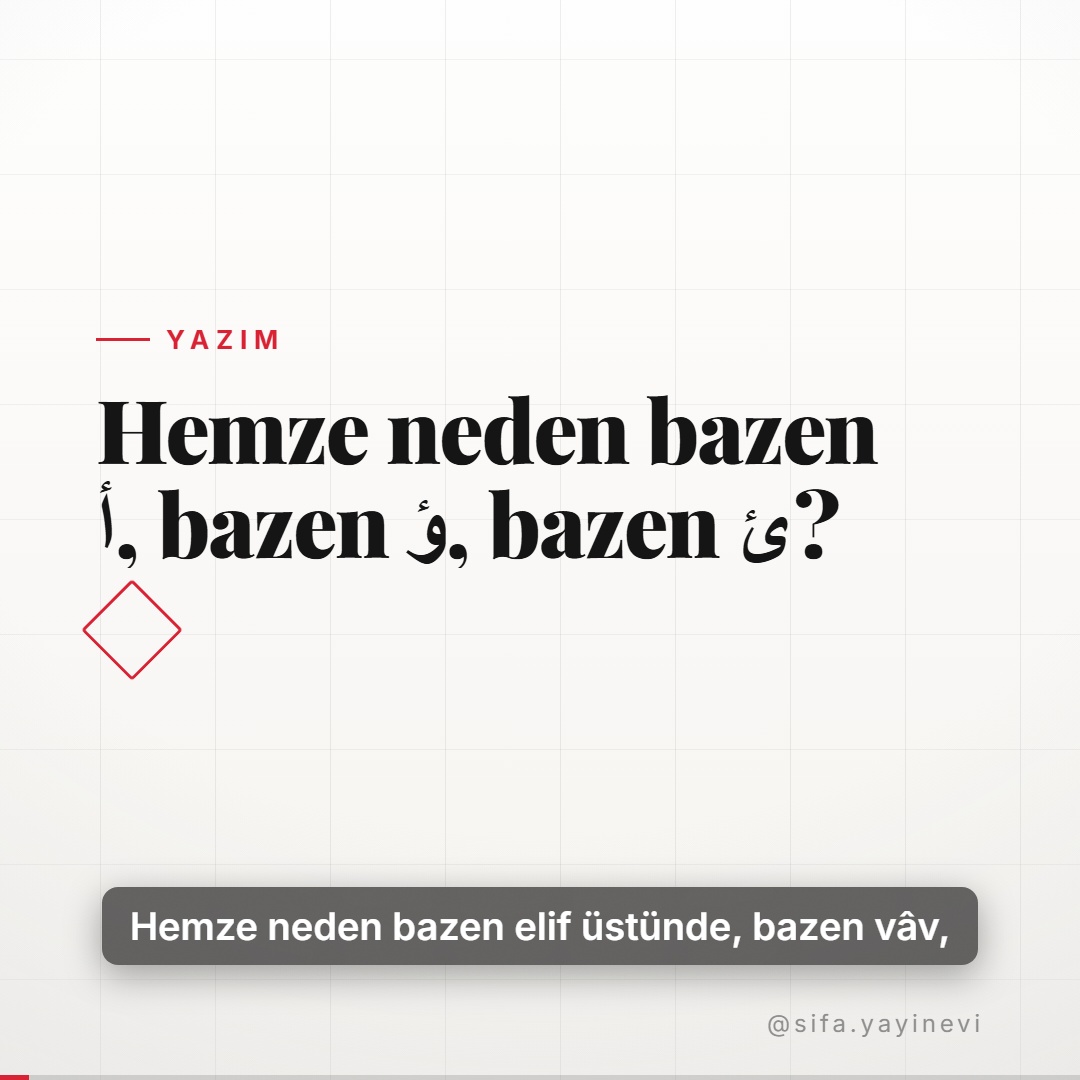 YAZIM
Hemze neden bazen
أ, bazen ؤ, bazen ئ?
Hemze neden bazen elif üstünde, bazen vâv,
@sifa.yayinevi